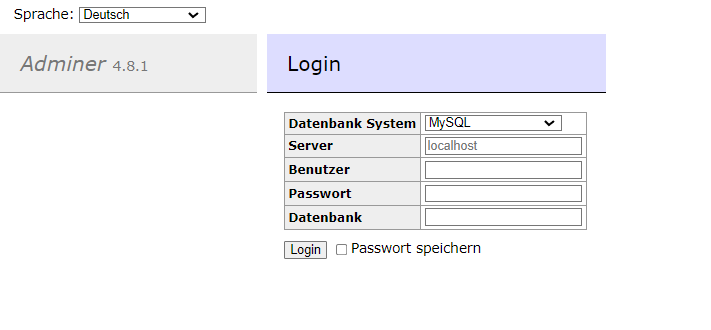 Sprache: Deutsch
Adminer 4.8.1
Login
Datenbank System MySQL
Server localhost
Benutzer
Passwort
Datenbank
Login Passwort speichern